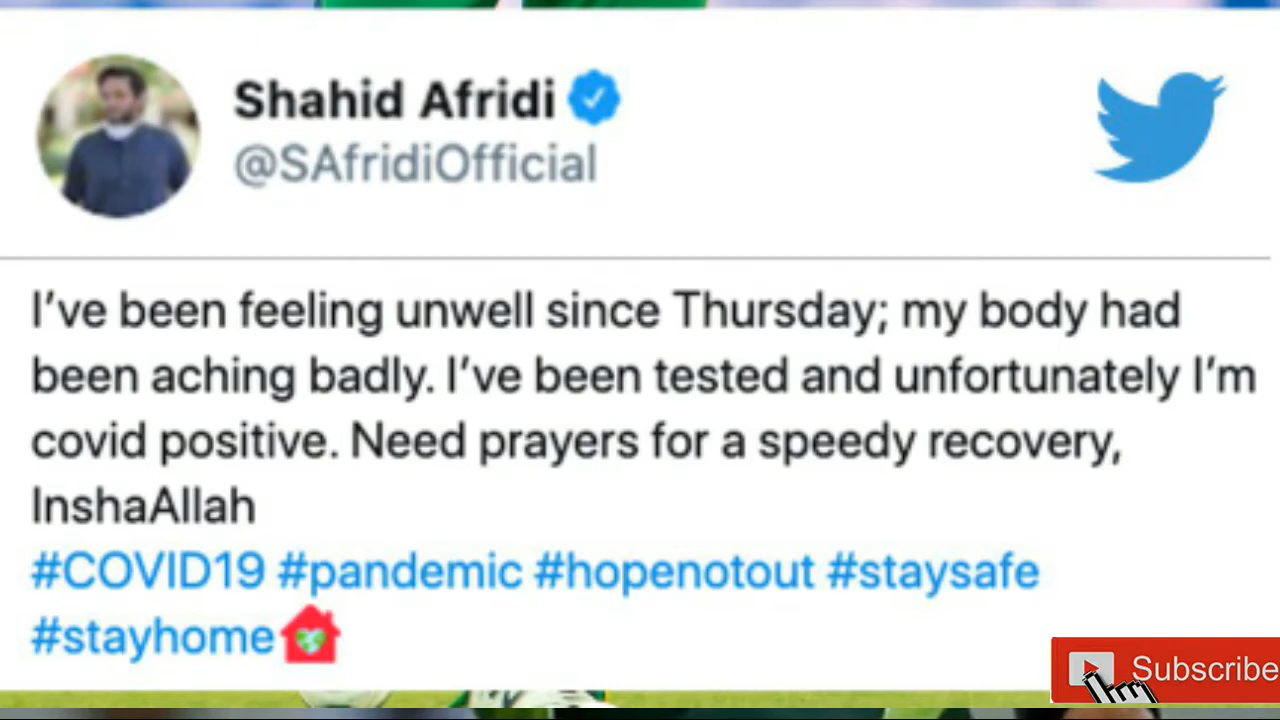 Shahid Afridi
@SAfridiOfficial
I've been feeling unwell since Thursday; my body had
been aching badly. I've been tested and unfortunately I'm
covid positive. Need prayers for a speedy recovery,
InshaAllah
#COVID19 #pandemic #hopenotout #staysafe
#stayhome
Subscribe